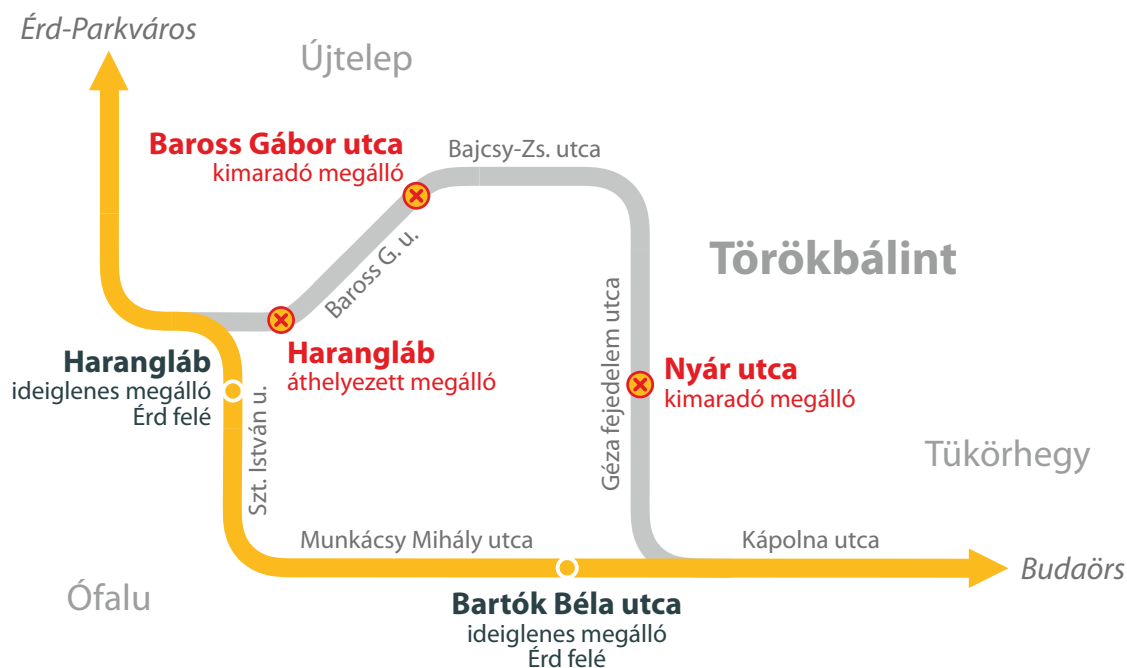 Érd-Parkváros
Újtelep
Baross Gábor utca
kimaradó megálló
Bajcsy-Zs. utca
Baross G. u.
Törökbálint
Harangláb
ideiglenes megálló
Érd felé
Harangláb
áthelyezett megálló
Géza fejedelem utca
Nyár utca
kimaradó megálló
Szt. István u.
Tükörhegy
Munkácsy Mihály utca
Kápolna utca
Budaörs
Ófalu
Bartók Béla utca
ideiglenes megálló
Érd felé